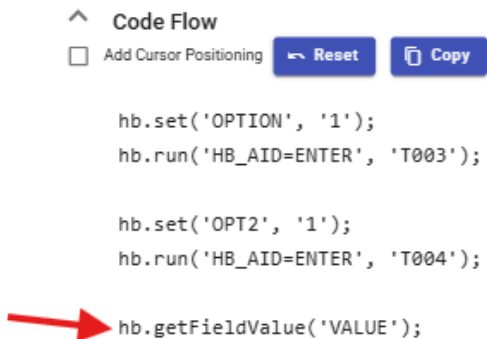 Code Flow
Add Cursor Positioning Reset Copy
hb.set('OPTION', '1');
hb.run('HB_AID=ENTER', 'T003');
hb.set('OPT2', '1');
hb.run('HB_AID=ENTER', 'T004');
hb.getFieldValue('VALUE');